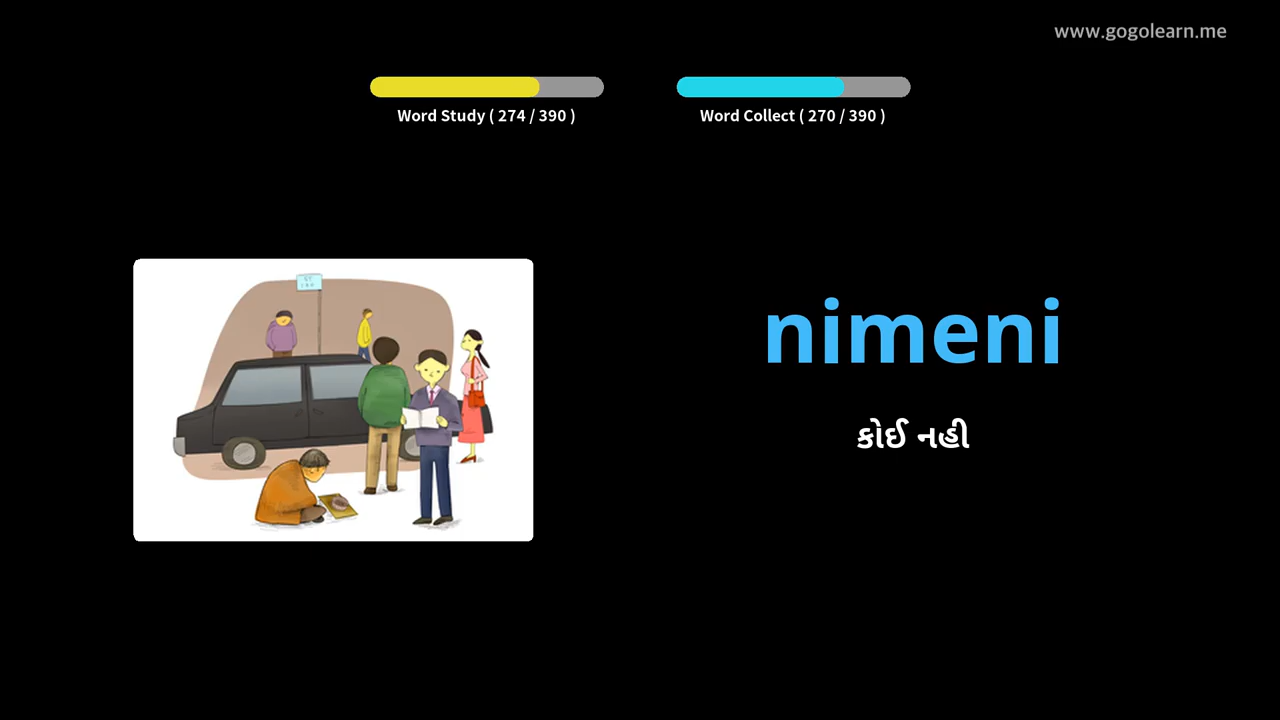 www.gogolearn.me
Word Study ( 274 / 390 )
Word Collect ( 270 / 390 )
nimeni
કોઈ નહી